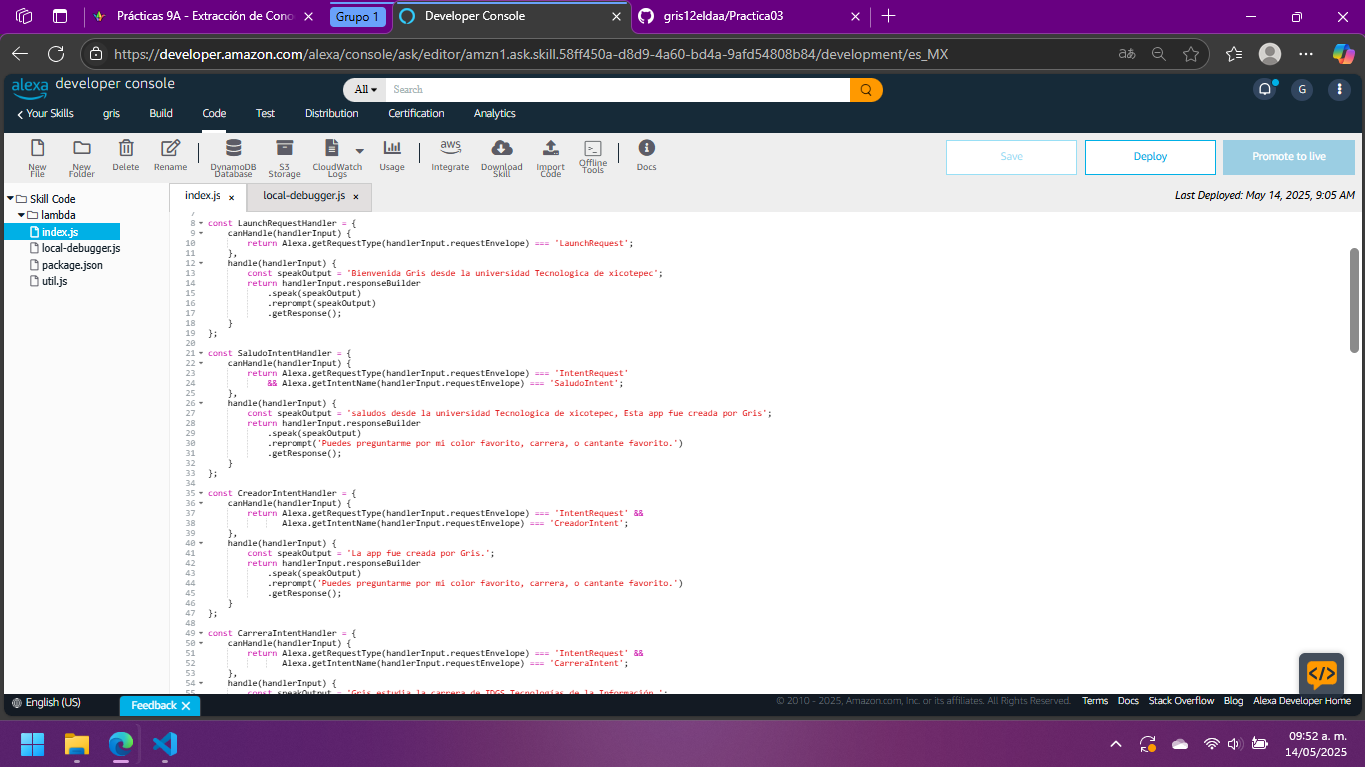 Prácticas 9A - Extracción de Cono
Grupo 1
Developer Console
gris12eldaa/Practica03
https://developer.amazon.com/alexa/console/ask/editor/amzn1.ask.skill.58ff450a-d8d9-4a60-bd4a-9afd54808b84/development/es_MX
alexa developer console
All
Search
G
Your Skills
gris
Build
Code
Test
Distribution
Certification
Analytics
New File
New Folder
Delete
Rename
DynamoDB Database
S3 Storage
CloudWatch Logs
Usage
aws Integrate
Download Skill
Import Code
Offline Tools
Docs
Save
Deploy
Promote to live
Skill Code
lambda
index.js
local-debugger.js
package.json
util.js
index.js
local-debugger.js
Last Deployed: May 14, 2025, 9:05 AM
7
8 const LaunchRequestHandler = {
9 canHandle(handlerInput) {
10 return Alexa.getRequestType(handlerInput.requestEnvelope) === 'LaunchRequest';
11 },
12 handle(handlerInput) {
13 const speakOutput = 'Bienvenida Gris desde la universidad Tecnologica de xicotepec';
14 return handlerInput.responseBuilder
15 .speak(speakOutput)
16 .reprompt(speakOutput)
17 .getResponse();
18 }
19 };
20
21 const SaludoIntentHandler = {
22 canHandle(handlerInput) {
23 return Alexa.getRequestType(handlerInput.requestEnvelope) === 'IntentRequest'
24 && Alexa.getIntentName(handlerInput.requestEnvelope) === 'SaludoIntent';
25 },
26 handle(handlerInput) {
27 const speakOutput = 'saludos desde la universidad Tecnologica de xicotepec, Esta app fue creada por Gris';
28 return handlerInput.responseBuilder
29 .speak(speakOutput)
30 .reprompt('Puedes preguntarme por mi color favorito, carrera, o cantante favorito.')
31 .getResponse();
32 }
33 };
34
35 const CreadorIntentHandler = {
36 canHandle(handlerInput) {
37 return Alexa.getRequestType(handlerInput.requestEnvelope) === 'IntentRequest' &&
38 Alexa.getIntentName(handlerInput.requestEnvelope) === 'CreadorIntent';
39 },
40 handle(handlerInput) {
41 const speakOutput = 'La app fue creada por Gris.';
42 return handlerInput.responseBuilder
43 .speak(speakOutput)
44 .reprompt('Puedes preguntarme por mi color favorito, carrera, o cantante favorito.')
45 .getResponse();
46 }
47 };
48
49 const CarreraIntentHandler = {
50 canHandle(handlerInput) {
51 return Alexa.getRequestType(handlerInput.requestEnvelope) === 'IntentRequest' &&
52 Alexa.getIntentName(handlerInput.requestEnvelope) === 'CarreraIntent';
53 },
54 handle(handlerInput) {
55 const speakOutput = 'Gris estudia la carrera de IDGS Tecnologías de la Información.';
English (US)
Feedback
© 2010 - 2025, Amazon.com, Inc. or its affiliates. All Rights Reserved.
Terms
Docs
Stack Overflow
Blog
Alexa Developer Home
09:52 a. m.
14/05/2025